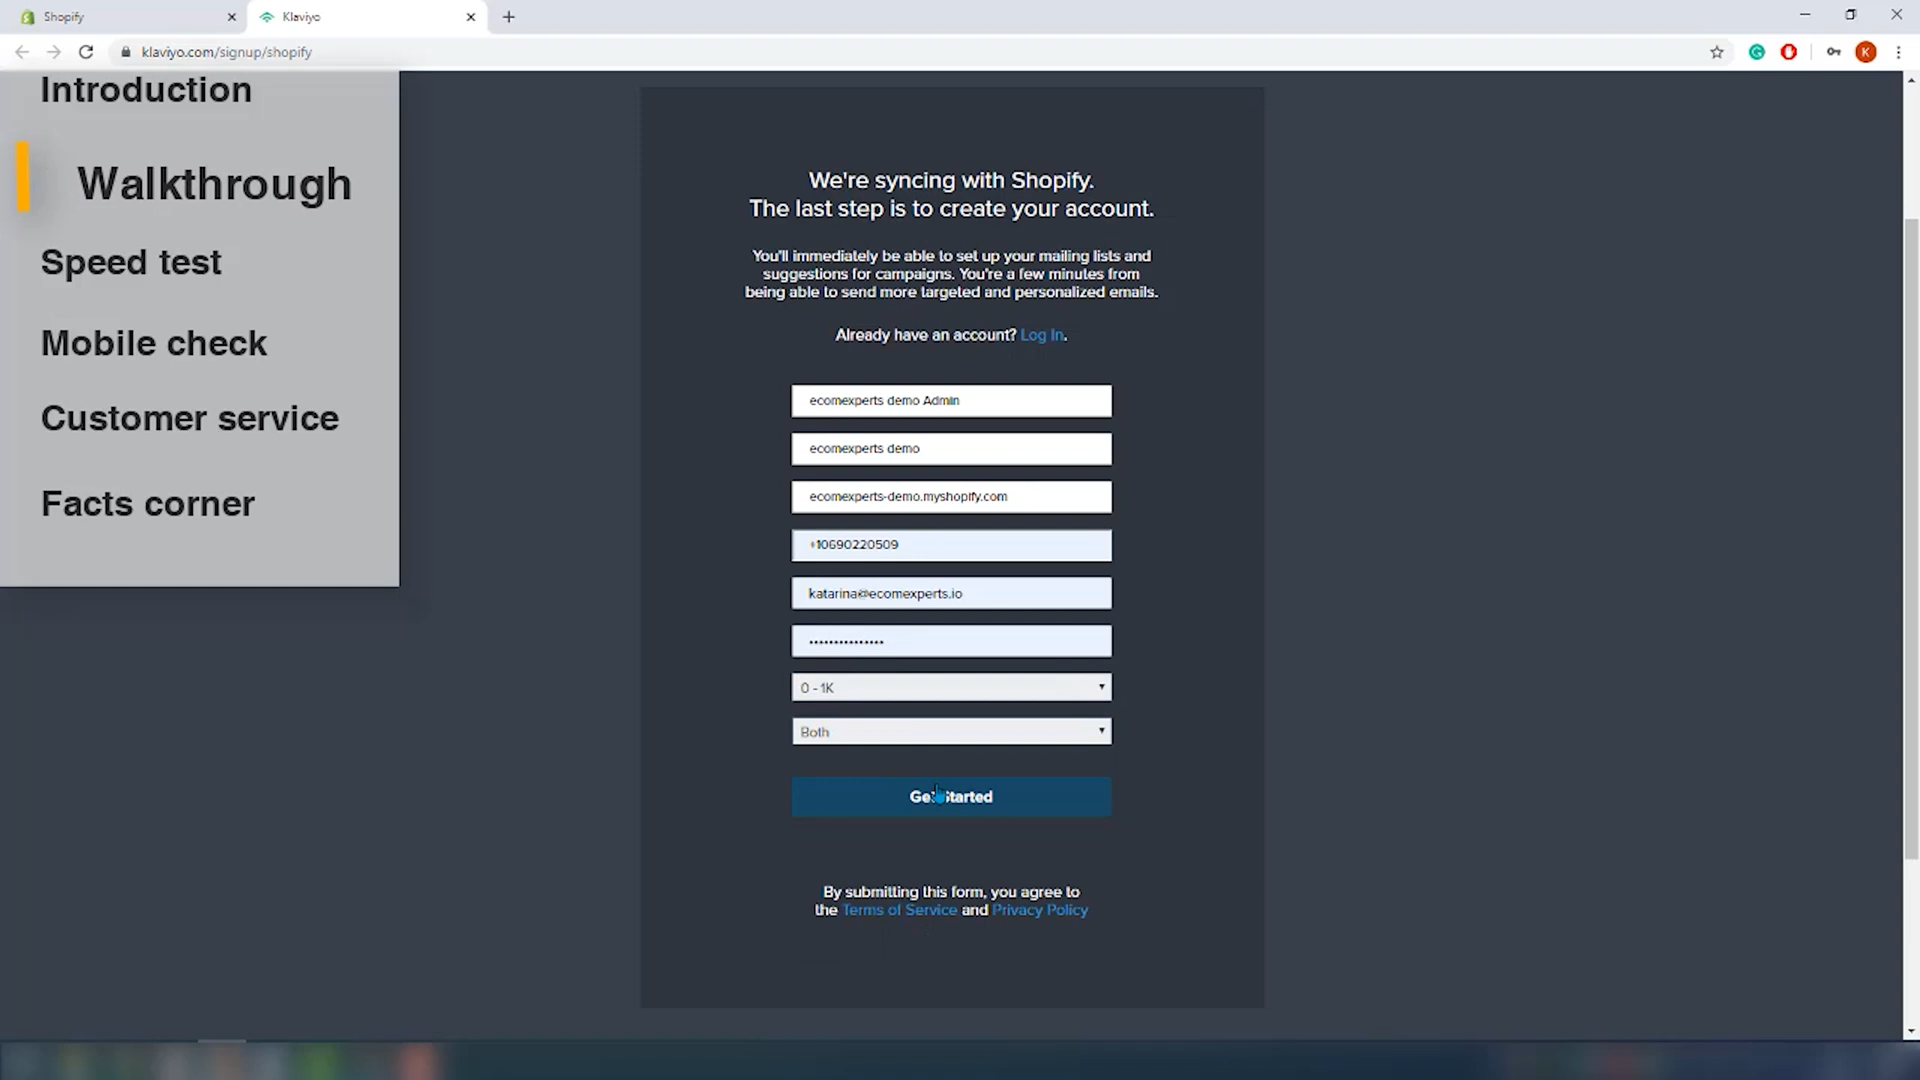 Shopify
Klaviyo
klaviyo.com/signup/shopify
K
Introduction
Walkthrough
Speed test
Mobile check
Customer service
Facts corner
We're syncing with Shopify.
The last step is to create your account.
You'll immediately be able to set up your mailing lists and
suggestions for campaigns. You're a few minutes from
being able to send more targeted and personalized emails.
Already have an account? Log In.
ecomexperts demo Admin
ecomexperts demo
ecomexperts-demo.myshopify.com
+10690220509
katarina@ecomexperts.io
•••••••••••••••
0 - 1K
Both
Get Started
By submitting this form, you agree to
the Terms of Service and Privacy Policy